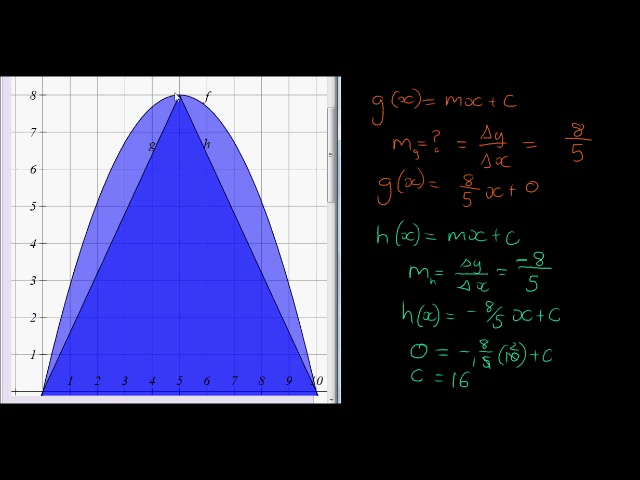 8
f
7
g
h
6
5
4
3
2
1
1 2 3 4 5 6 7 8 9 10
g(x) = mx + c
m_g = ? = Δy/Δx = 8/5
g(x) = 8/5 x + 0
h(x) = mx + c
m_h = Δy/Δx = -8/5
h(x) = -8/5 x + c
0 = -8/5 (10) + c
c = 16